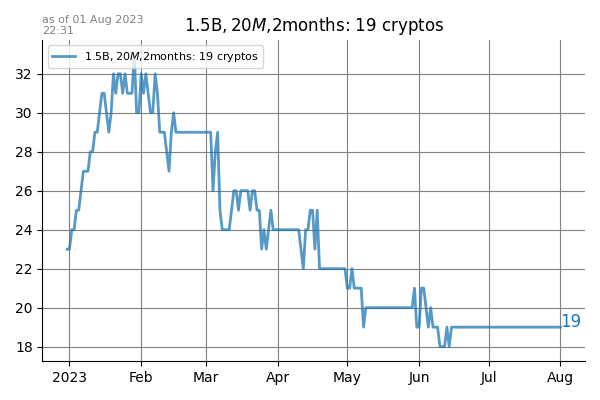 as of 01 Aug 2023
22:31
1.5B, 20M,2months: 19 cryptos
1.5B, 20M,2months: 19 cryptos
32
30
28
26
24
22
20
18
19
2023 Feb Mar Apr May Jun Jul Aug